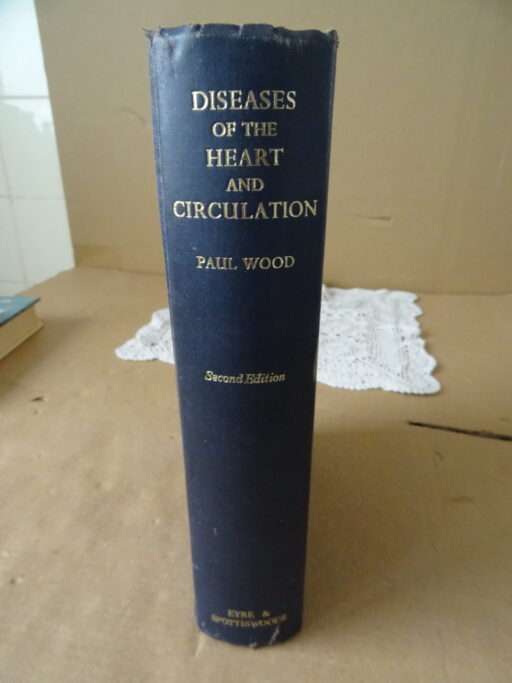 DISEASES
OF THE
HEART
AND
CIRCULATION
PAUL WOOD
Second Edition
EYRE &
SPOTTISWOODE